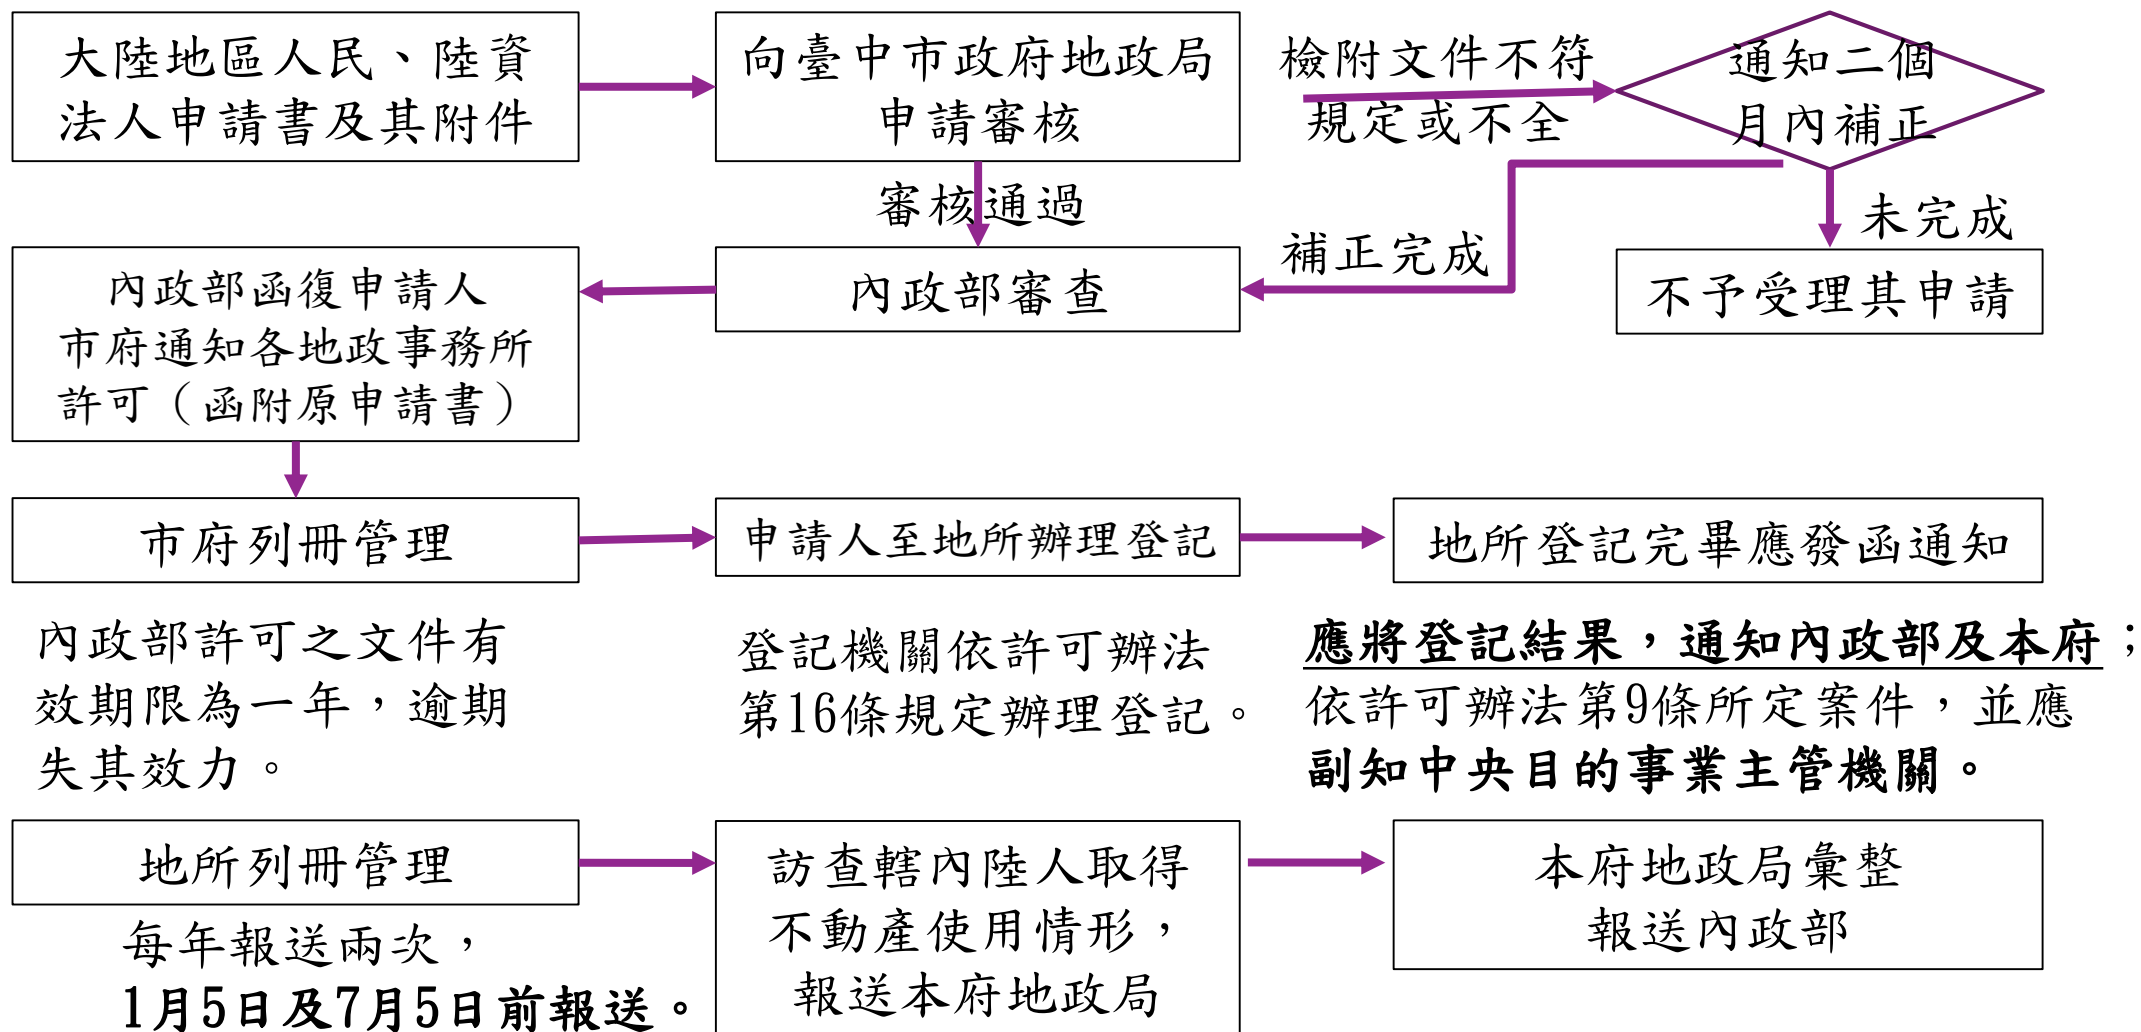 大陸地區人民、陸資
法人申請書及其附件
向臺中市政府地政局
申請審核
檢附文件不符
規定或不全
通知二個
月內補正
審核通過
補正完成
未完成
內政部函復申請人
市府通知各地政事務所
許可（函附原申請書）
內政部審查
不予受理其申請
市府列冊管理
申請人至地所辦理登記
地所登記完畢應發函通知
內政部許可之文件有
效期限為一年，逾期
失其效力。
登記機關依許可辦法
第16條規定辦理登記。
應將登記結果，通知內政部及本府；
依許可辦法第9條所定案件，並應
副知中央目的事業主管機關。
地所列冊管理
每年報送兩次，
1月5日及7月5日前報送。
訪查轄內陸人取得
不動產使用情形，
報送本府地政局
本府地政局彙整
報送內政部